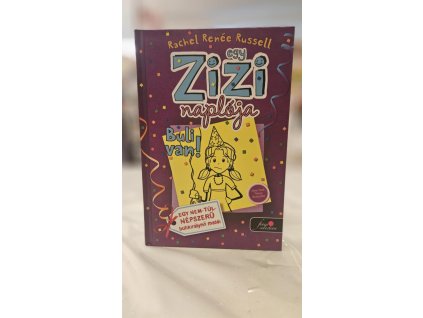 Rachel Renée Russell
egy
Zizi
naplója
Buli
van!
EGY NEM-TÚL-
NÉPSZERŰ
bulikirálynő meséi